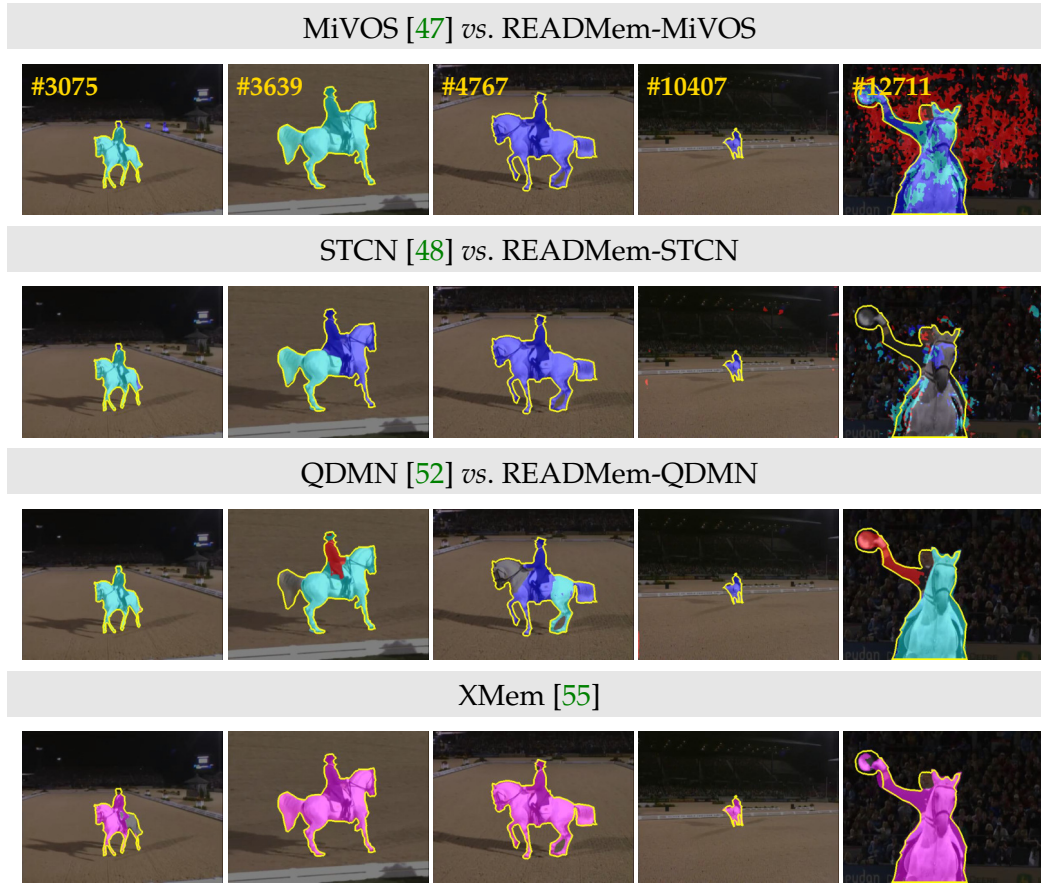 MiVOS [47] vs. READMem-MiVOS
#3075
#3639
#4767
#10407
#12711
STCN [48] vs. READMem-STCN
QDMN [52] vs. READMem-QDMN
XMem [55]